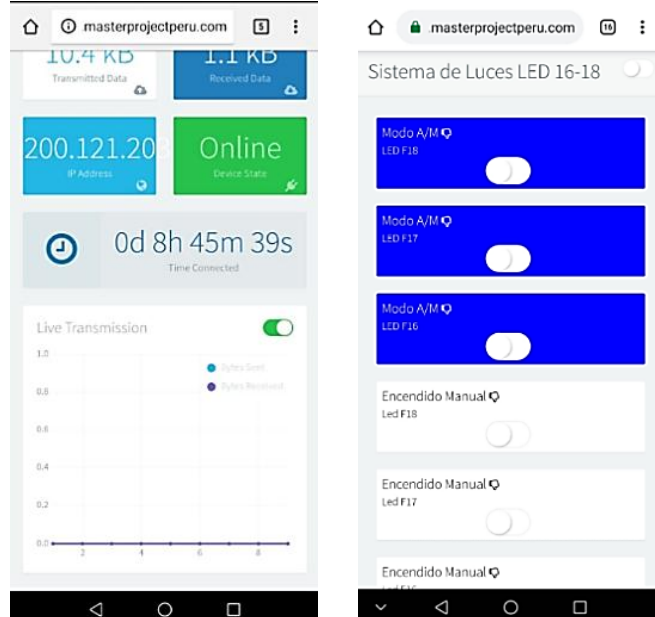 masterprojectperu.com
5
10.4 KB
Transmitted Data
1.1 KB
Received Data
200.121.20
IP Address
Online
Device State
0d 8h 45m 39s
Time Connected
Live Transmission
Bytes Sent
Bytes Received
1.0
0.8
0.6
0.4
0.2
0.0
2 4 6 8
.masterprojectperu.com
16
Sistema de Luces LED 16-18
Modo A/M
LED F18
Modo A/M
LED F17
Modo A/M
LED F16
Encendido Manual
Led F18
Encendido Manual
Led F17
Encendido Manual